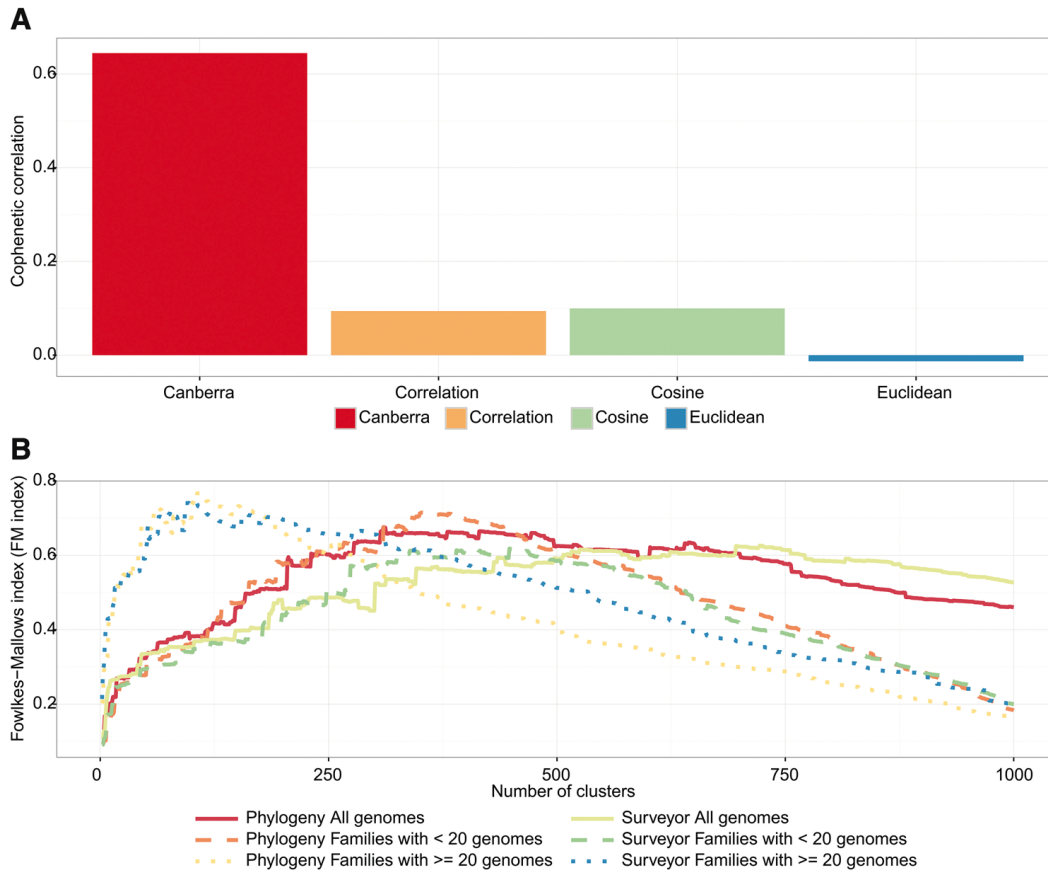 A
Cophenetic correlation
0.6
0.4
0.2
0.0
Canberra Correlation Cosine Euclidean
Canberra Correlation Cosine Euclidean
B
Fowlkes−Mallows index (FM index)
0.8
0.6
0.4
0.2
0 250 500 750 1000
Number of clusters
Phylogeny All genomes Surveyor All genomes
Phylogeny Families with < 20 genomes Surveyor Families with < 20 genomes
Phylogeny Families with >= 20 genomes Surveyor Families with >= 20 genomes